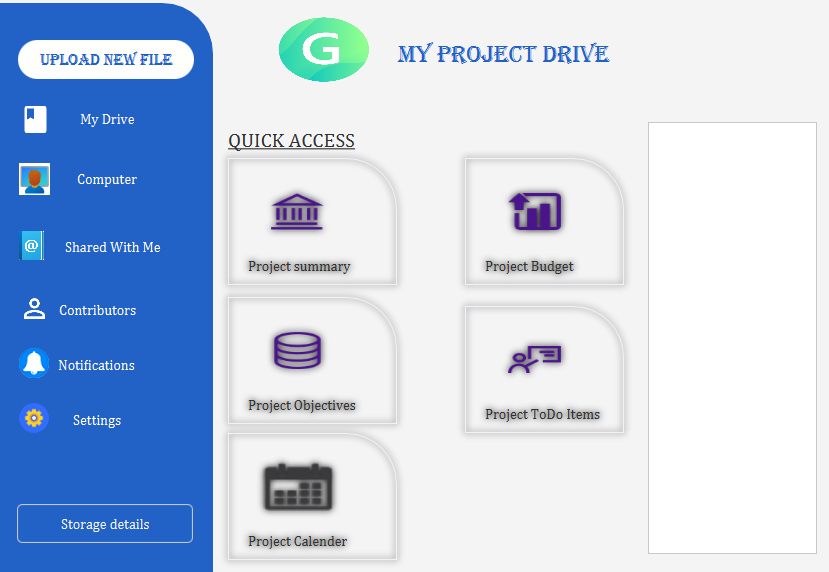 UPLOAD NEW FILE
My Drive
Computer
@
Shared With Me
Contributors
Notifications
Settings
Storage details
G
MY PROJECT DRIVE
QUICK ACCESS
Project summary
Project Budget
Project Objectives
Project ToDo Items
Project Calender